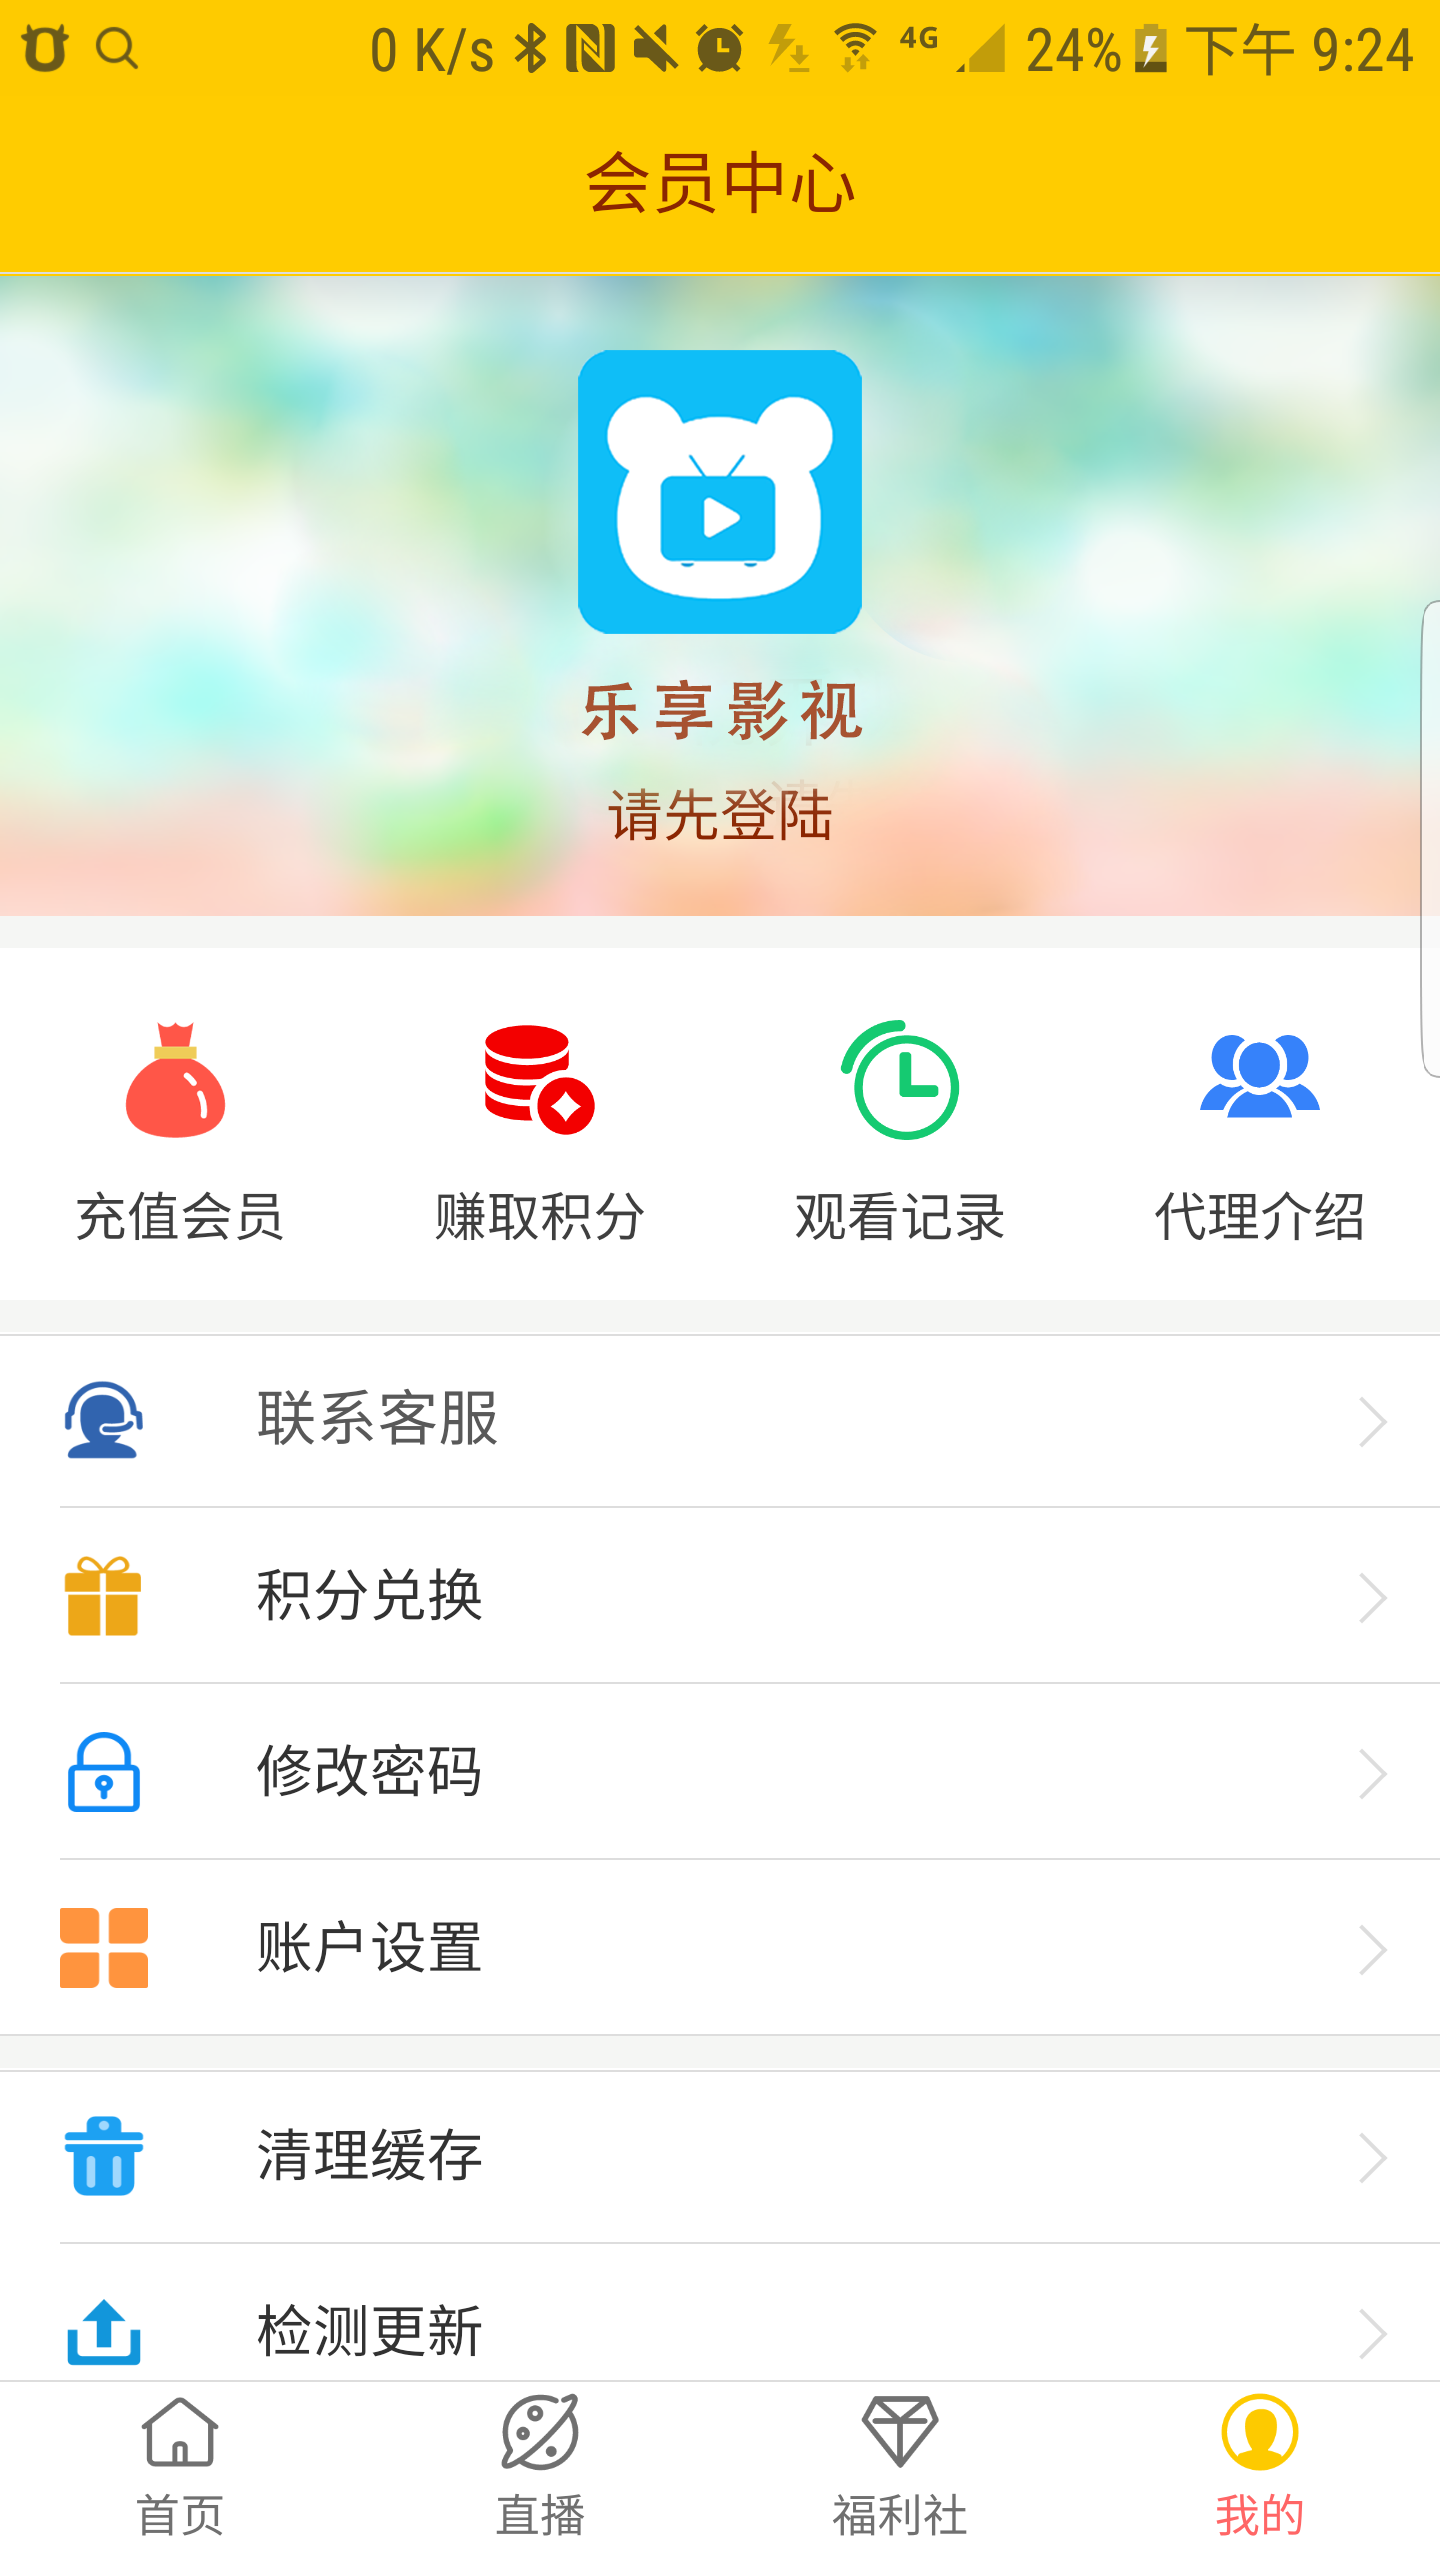 0 K/s 4G 24% 下午 9:24
会员中心
乐享影视
请先登陆
充值会员 赚取积分 观看记录 代理介绍
联系客服
积分兑换
修改密码
账户设置
清理缓存
检测更新
首页 直播 福利社 我的